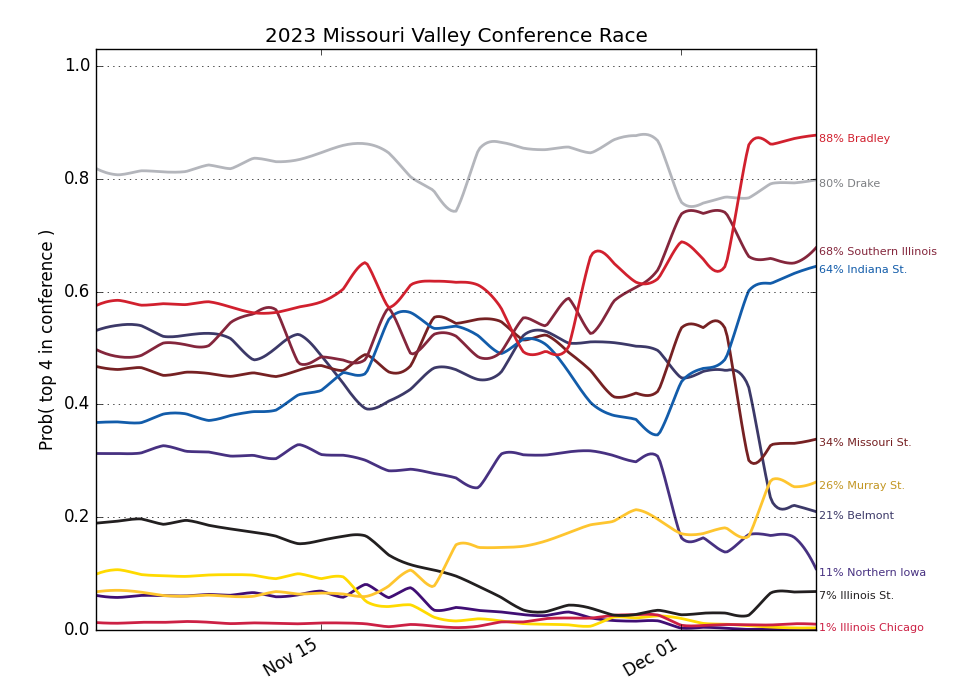 2023 Missouri Valley Conference Race
Prob( top 4 in conference )
1.0
0.8
0.6
0.4
0.2
0.0
Nov 15
Dec 01
88% Bradley
80% Drake
68% Southern Illinois
64% Indiana St.
34% Missouri St.
26% Murray St.
21% Belmont
11% Northern Iowa
7% Illinois St.
1% Illinois Chicago